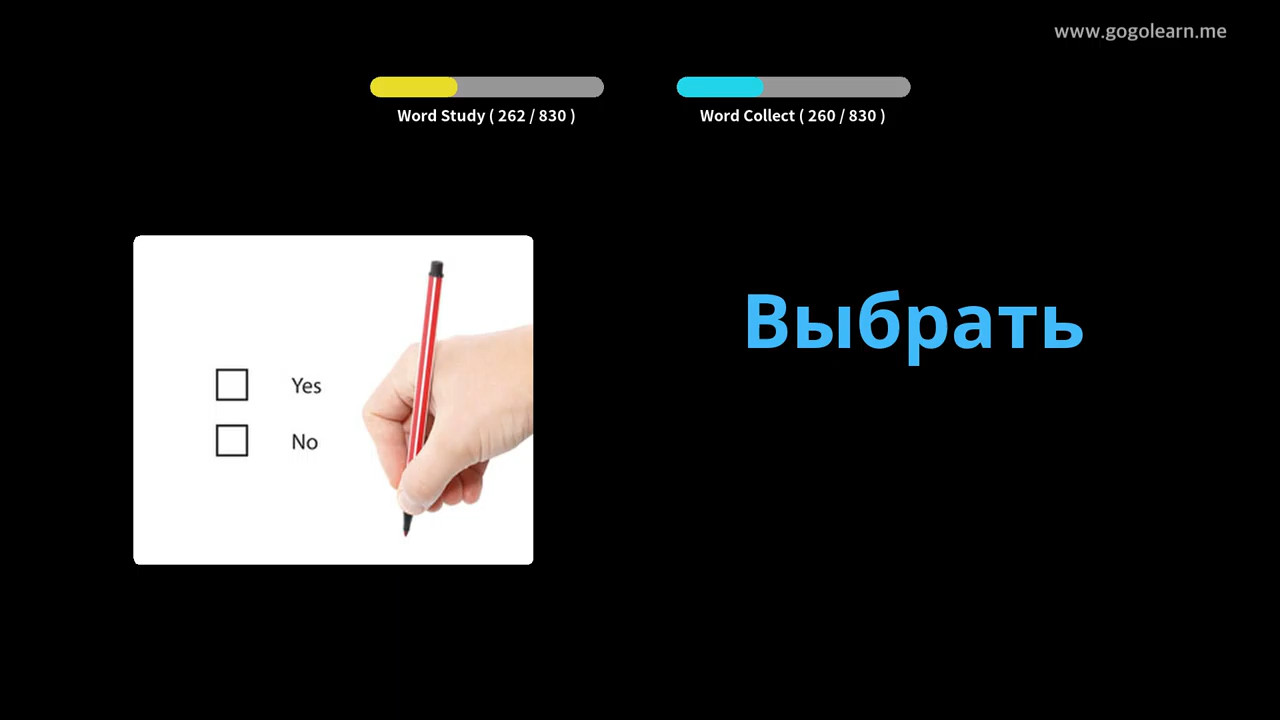 www.gogolearn.me
Word Study ( 262 / 830 )
Word Collect ( 260 / 830 )
Выбрать
Yes
No